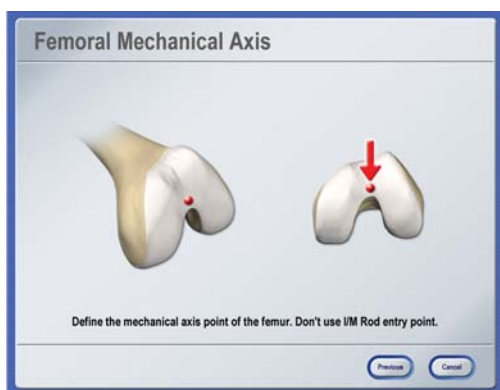 Femoral Mechanical Axis
Define the mechanical axis point of the femur. Don't use I/M Rod entry point.
Previous
Cancel